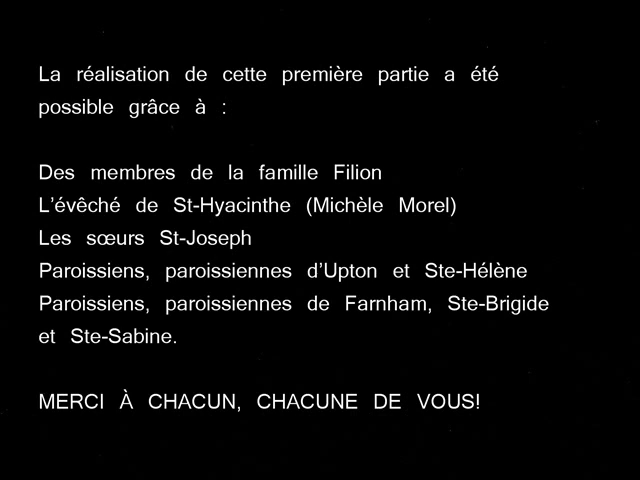 La réalisation de cette première partie a été
possible grâce à :
Des membres de la famille Filion
L'évêché de St-Hyacinthe (Michèle Morel)
Les sœurs St-Joseph
Paroissiens, paroissiennes d'Upton et Ste-Hélène
Paroissiens, paroissiennes de Farnham, Ste-Brigide
et Ste-Sabine.
MERCI À CHACUN, CHACUNE DE VOUS!